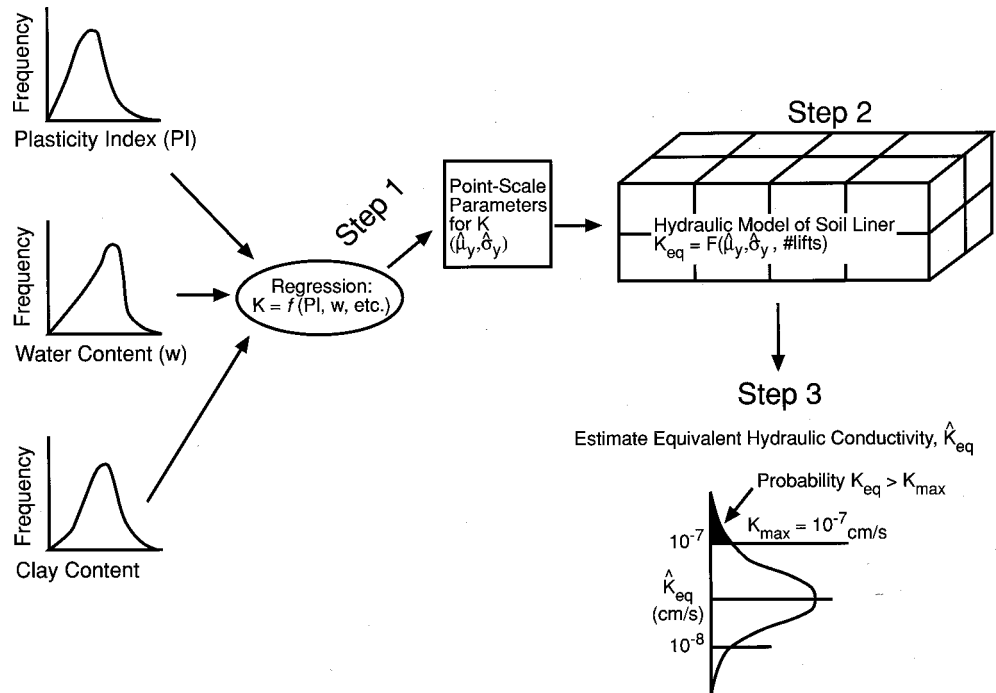 Frequency
Plasticity Index (PI)
Frequency
Water Content (w)
Frequency
Clay Content
Step 1
Regression:
K = f (PI, w, etc.)
Point-Scale
Parameters
for K
(μ̂y,σ̂y)
Step 2
Hydraulic Model of Soil Liner
Keq = F(μ̂y,σ̂y , #lifts)
Step 3
Estimate Equivalent Hydraulic Conductivity, K̂eq
Probability Keq > Kmax
Kmax = 10⁻⁷ cm/s
10⁻⁷
K̂eq
(cm/s)
10⁻⁸